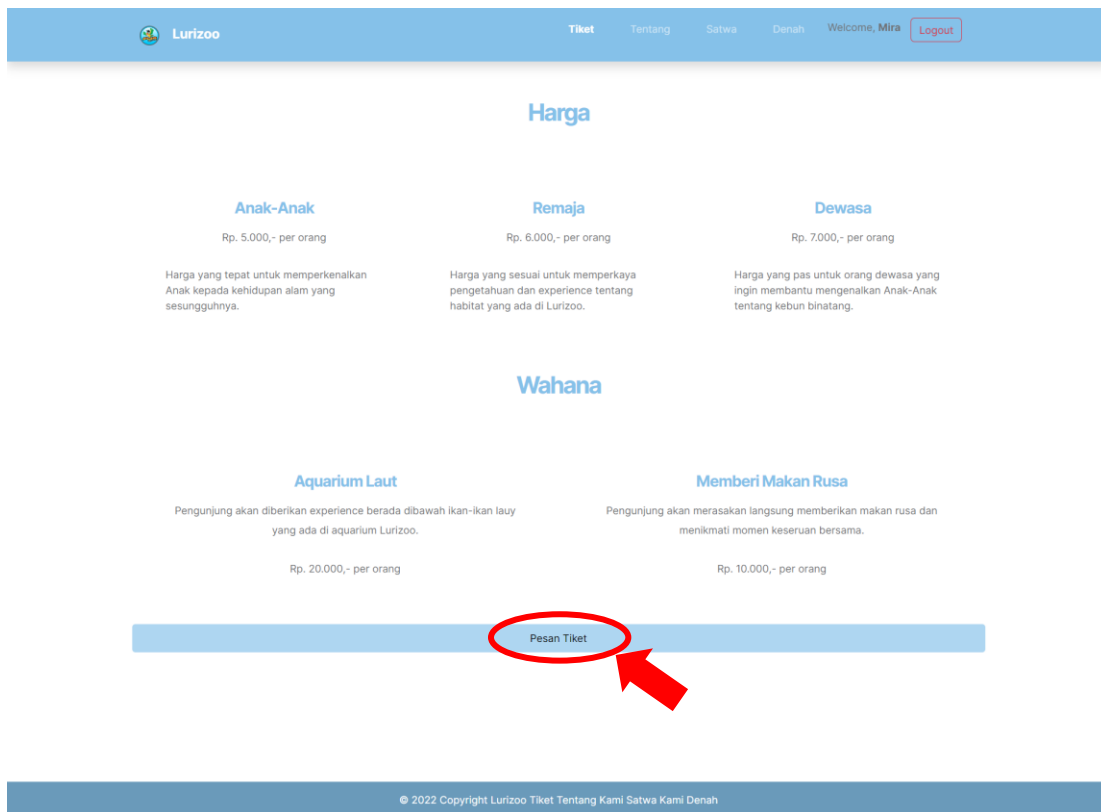 Lurizoo
Tiket Tentang Satwa Denah Welcome, Mira Logout
Harga
Anak-Anak
Rp. 5.000,- per orang
Harga yang tepat untuk memperkenalkan
Anak kepada kehidupan alam yang
sesungguhnya.
Remaja
Rp. 6.000,- per orang
Harga yang sesuai untuk memperkaya
pengetahuan dan experience tentang
habitat yang ada di Lurizoo.
Dewasa
Rp. 7.000,- per orang
Harga yang pas untuk orang dewasa yang
ingin membantu mengenalkan Anak-Anak
tentang kebun binatang.
Wahana
Aquarium Laut
Pengunjung akan diberikan experience berada dibawah ikan-ikan lauy
yang ada di aquarium Lurizoo.
Rp. 20.000,- per orang
Memberi Makan Rusa
Pengunjung akan merasakan langsung memberikan makan rusa dan
menikmati momen keseruan bersama.
Rp. 10.000,- per orang
Pesan Tiket
© 2022 Copyright Lurizoo Tiket Tentang Kami Satwa Kami Denah